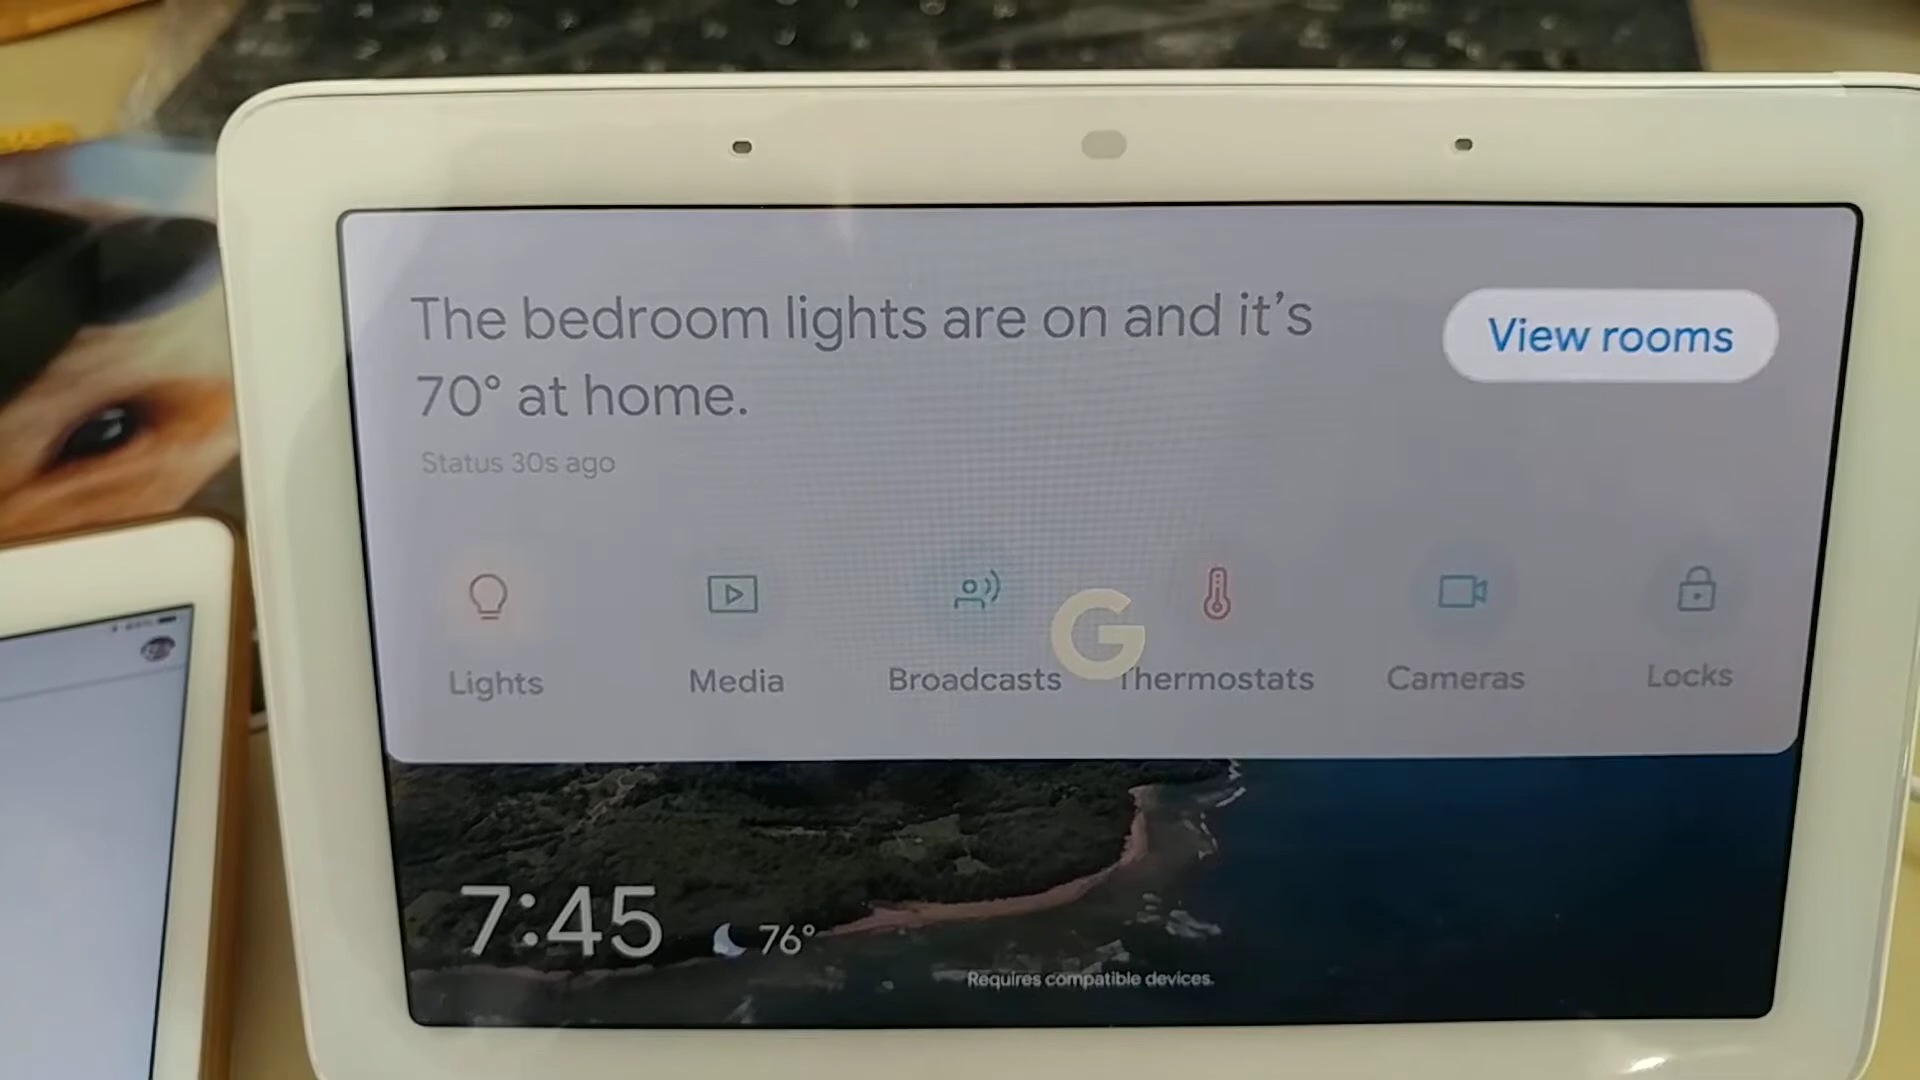 The bedroom lights are on and it's
70° at home.
View rooms
Status 30s ago
Lights
Media
Broadcasts
Thermostats
Cameras
Locks
G
7:45
76°
Requires compatible devices.